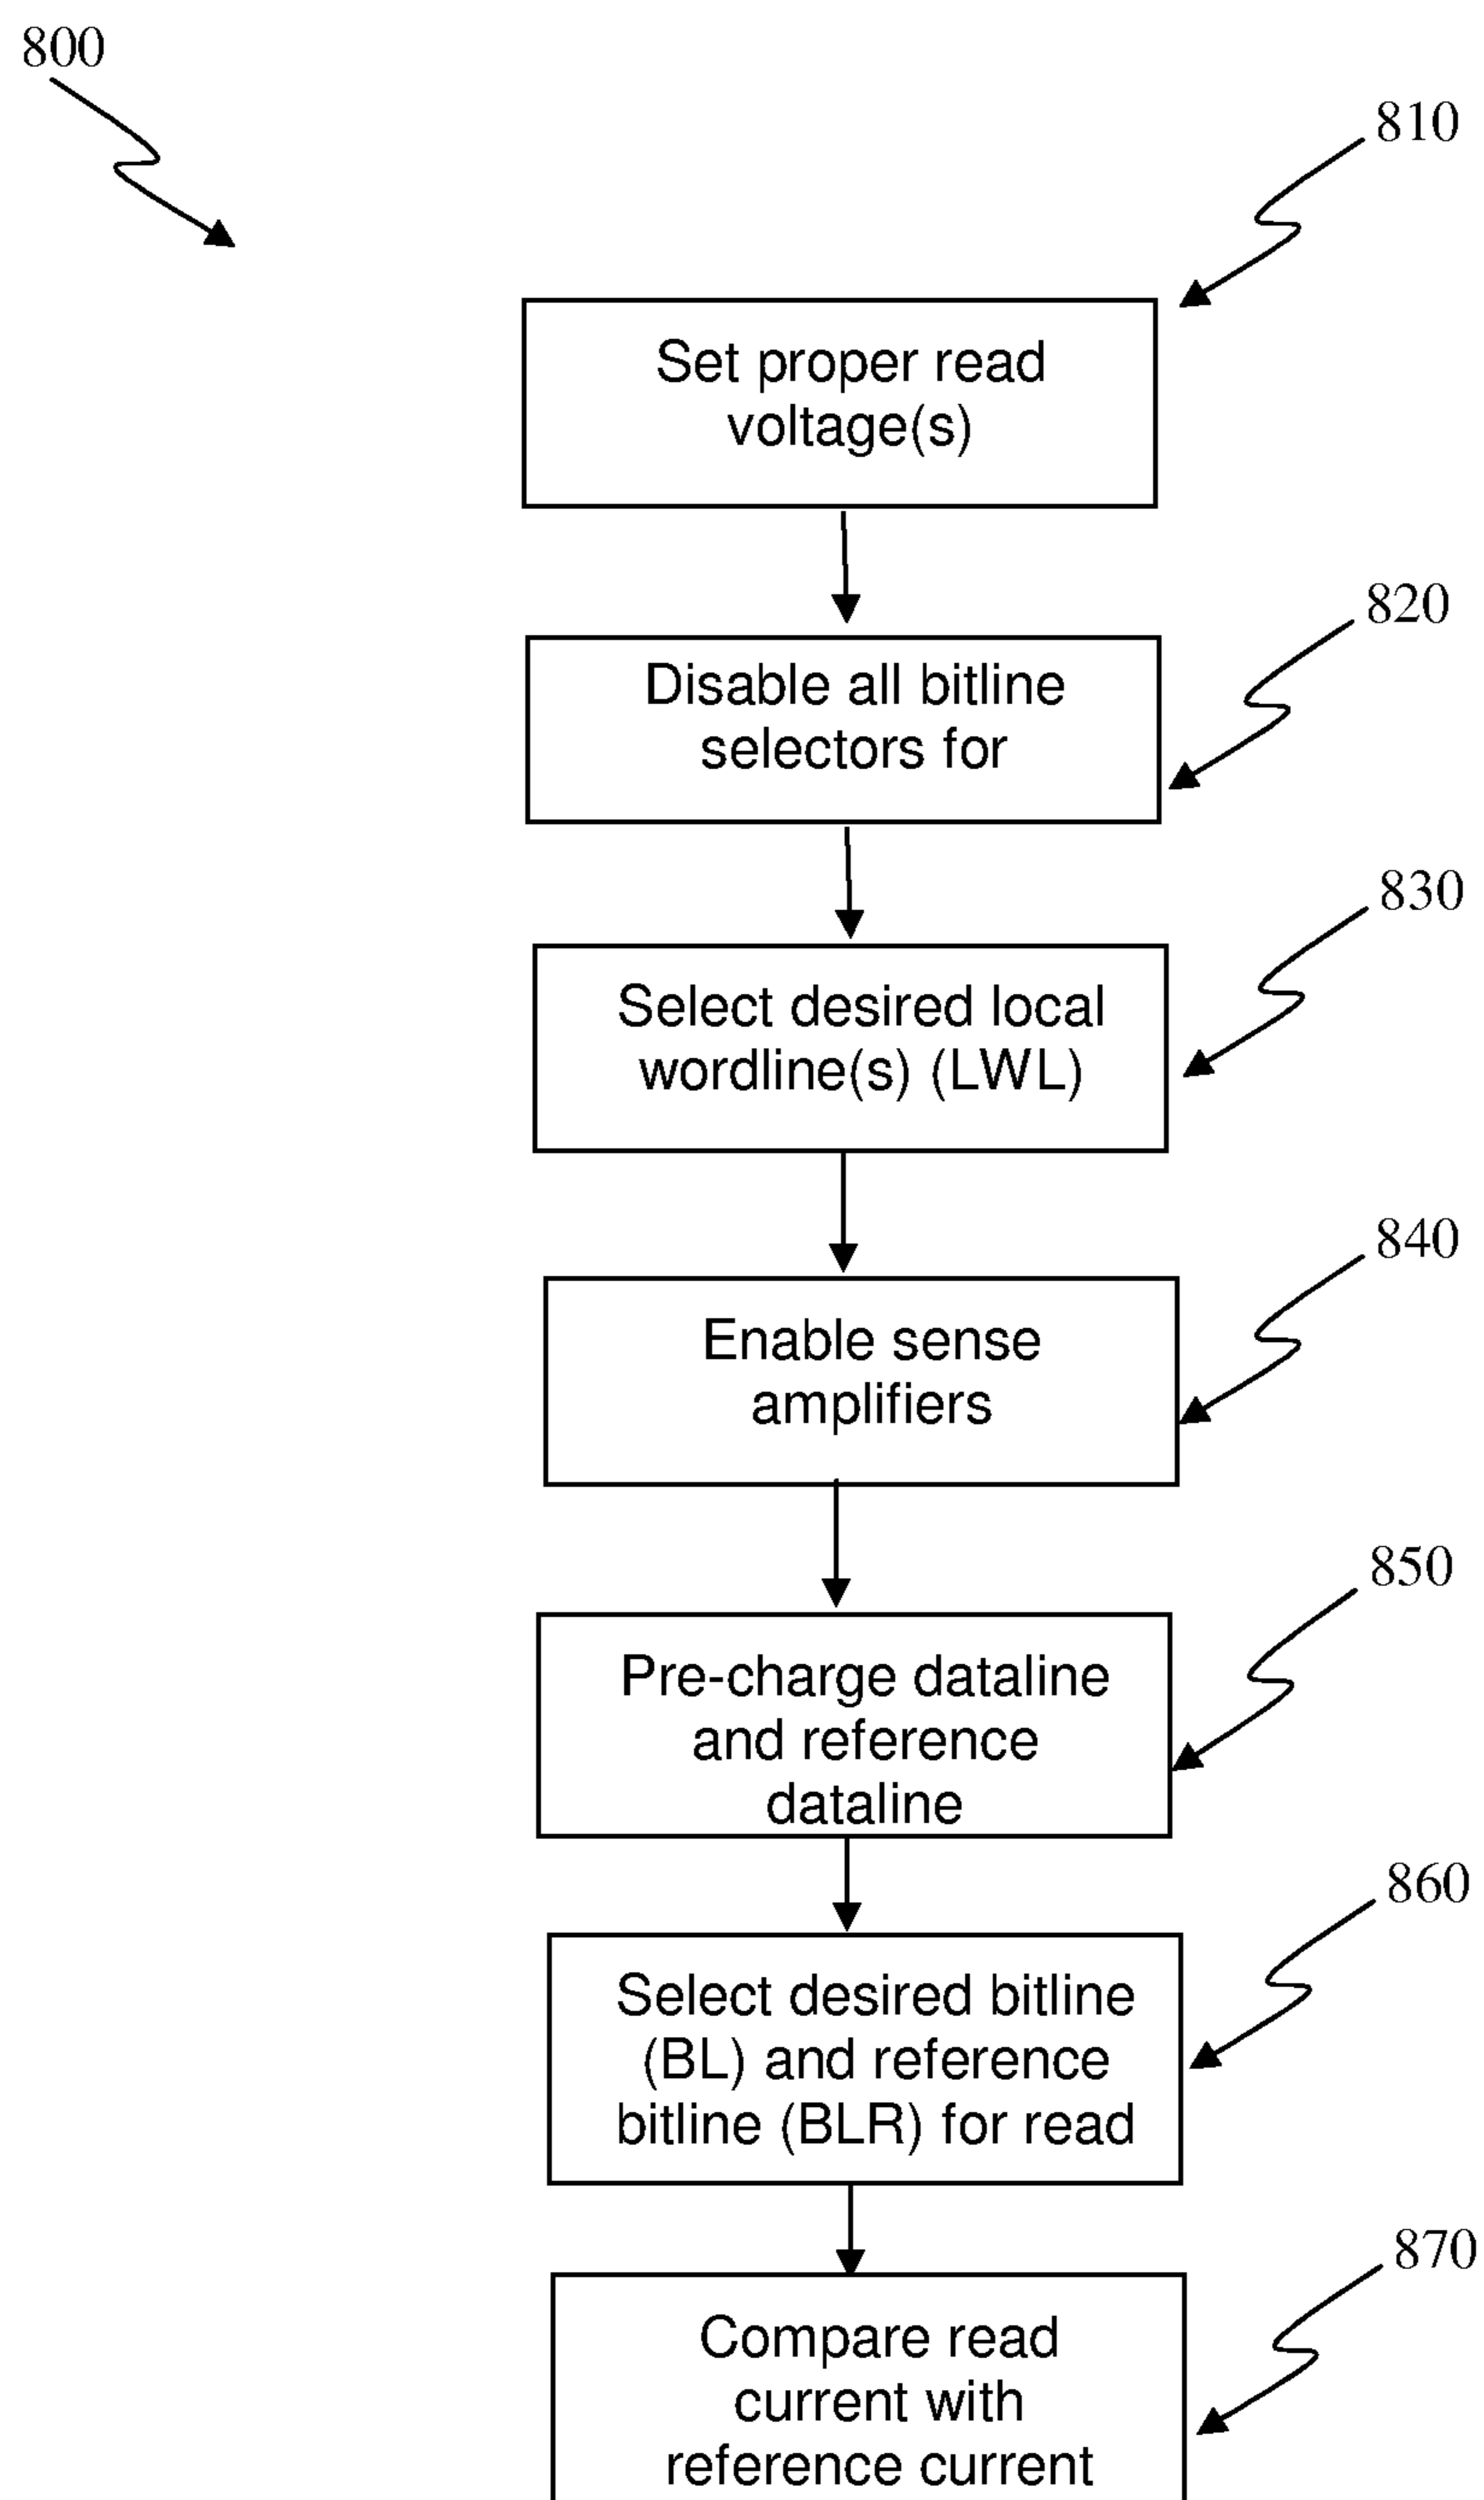 800
810
Set proper read
voltage(s)
820
Disable all bitline
selectors for
830
Select desired local
wordline(s) (LWL)
840
Enable sense
amplifiers
850
Pre-charge dataline
and reference
dataline
860
Select desired bitline
(BL) and reference
bitline (BLR) for read
870
Compare read
current with
reference current